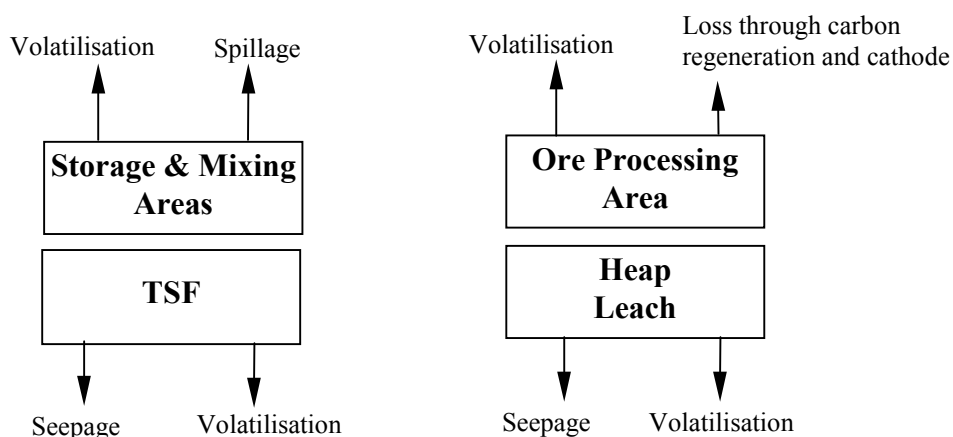 Volatilisation
Spillage
Storage & Mixing
Areas
TSF
Seepage
Volatilisation
Volatilisation
Loss through carbon
regeneration and cathode
Ore Processing
Area
Heap
Leach
Seepage
Volatilisation